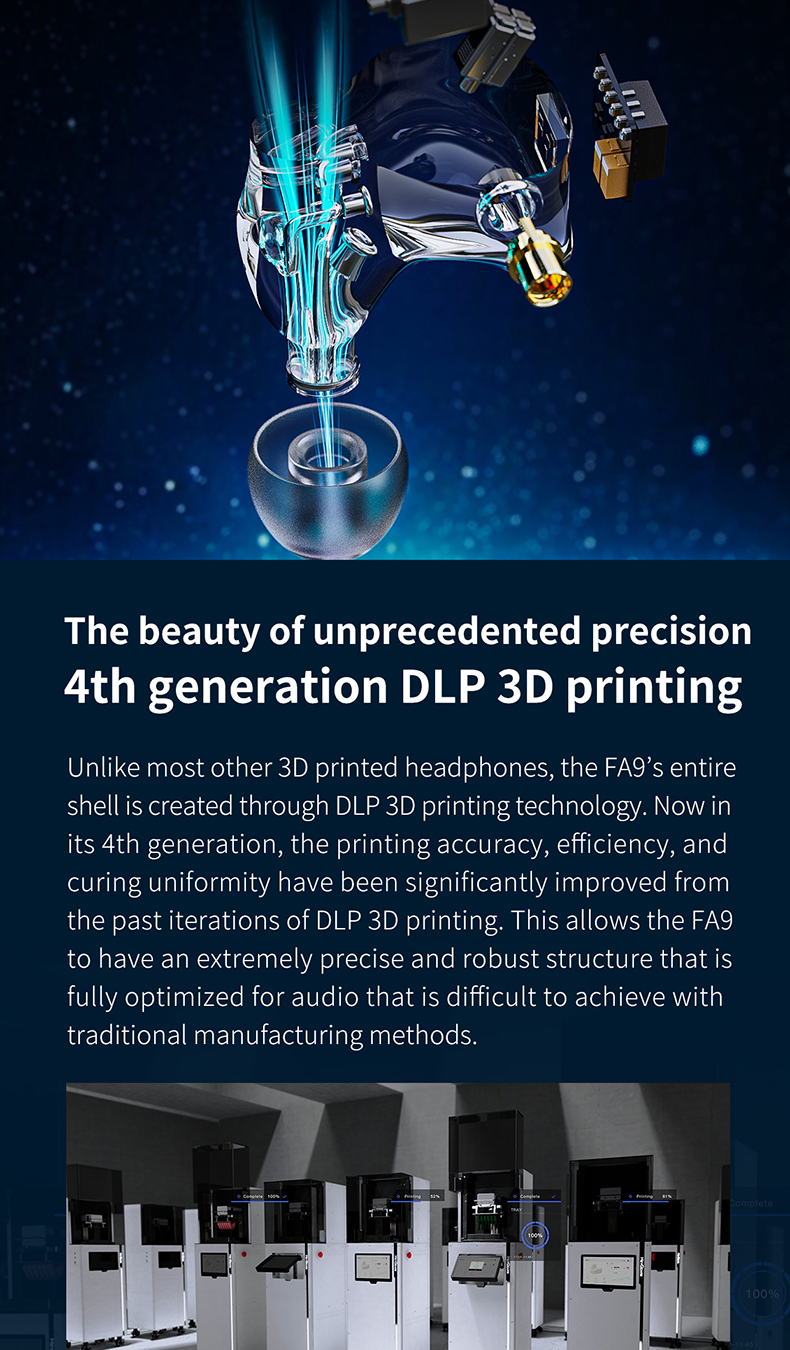 The beauty of unprecedented precision
4th generation DLP 3D printing
Unlike most other 3D printed headphones, the FA9’s entire
shell is created through DLP 3D printing technology. Now in
its 4th generation, the printing accuracy, efficiency, and
curing uniformity have been significantly improved from
the past iterations of DLP 3D printing. This allows the FA9
to have an extremely precise and robust structure that is
fully optimized for audio that is difficult to achieve with
traditional manufacturing methods.
Complete 100%
Printing 52%
Complete
Printing 81%
Complete
TRAY
100%
100%